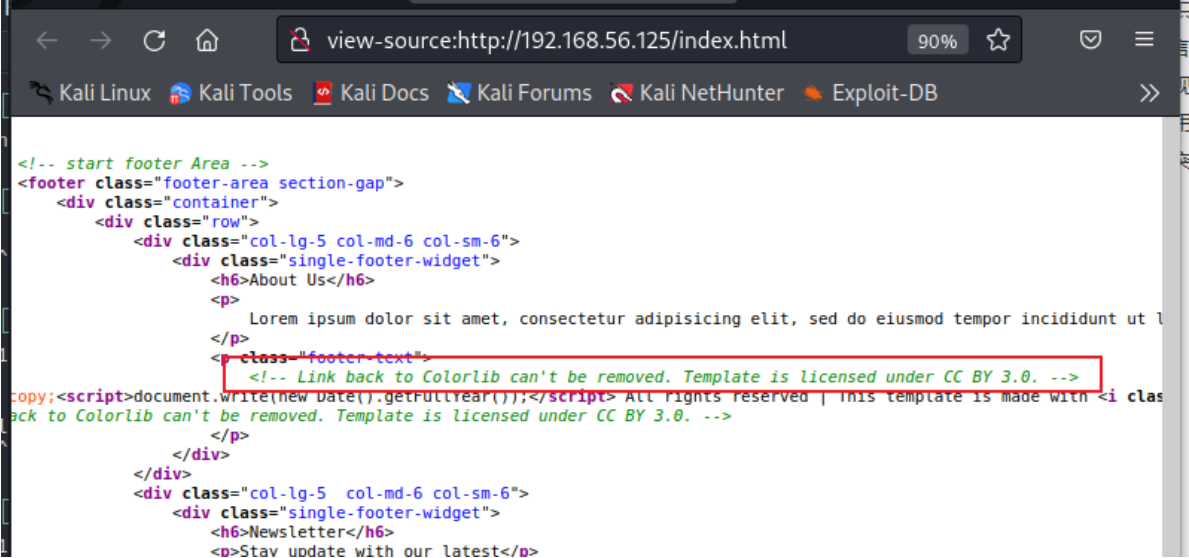 view-source:http://192.168.56.125/index.html
90%
Kali Linux Kali Tools Kali Docs Kali Forums Kali NetHunter Exploit-DB
<!-- start footer Area -->
<footer class="footer-area section-gap">
<div class="container">
<div class="row">
<div class="col-lg-5 col-md-6 col-sm-6">
<div class="single-footer-widget">
<h6>About Us</h6>
<p>
Lorem ipsum dolor sit amet, consectetur adipisicing elit, sed do eiusmod tempor incididunt ut l
</p>
<p class="footer-text">
<!-- Link back to Colorlib can't be removed. Template is licensed under CC BY 3.0. -->
copy;<script>document.write(new Date().getFullYear());</script> All rights reserved | This template is made with <i clas
ack to Colorlib can't be removed. Template is licensed under CC BY 3.0. -->
</p>
</div>
</div>
<div class="col-lg-5  col-md-6 col-sm-6">
<div class="single-footer-widget">
<h6>Newsletter</h6>
<p>Stay update with our latest</p>